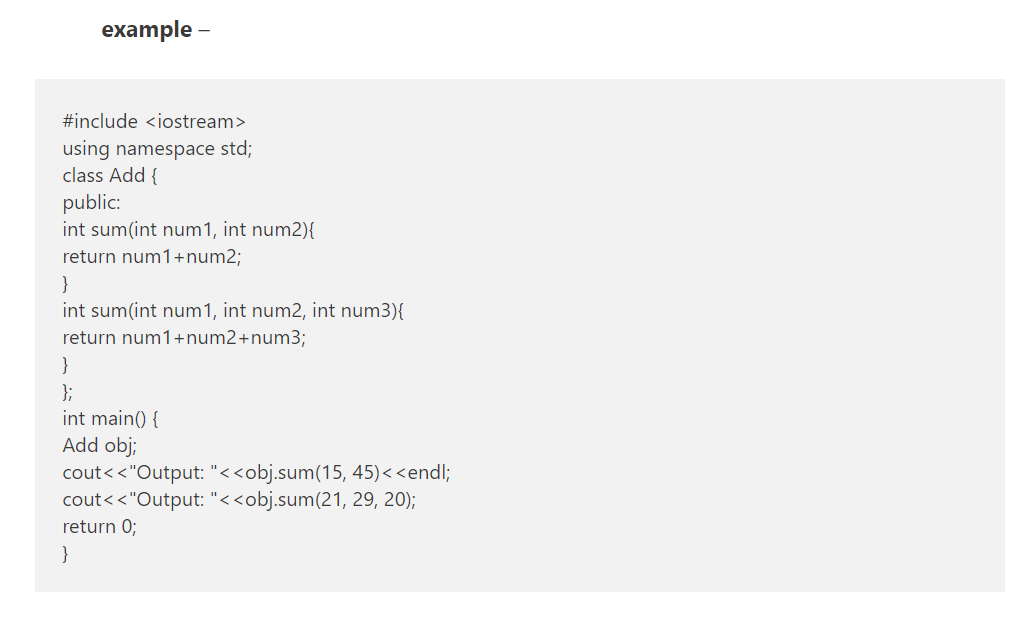 example –
#include <iostream>
using namespace std;
class Add {
public:
int sum(int num1, int num2){
return num1+num2;
}
int sum(int num1, int num2, int num3){
return num1+num2+num3;
}
};
int main() {
Add obj;
cout<<"Output: "<<obj.sum(15, 45)<<endl;
cout<<"Output: "<<obj.sum(21, 29, 20);
return 0;
}